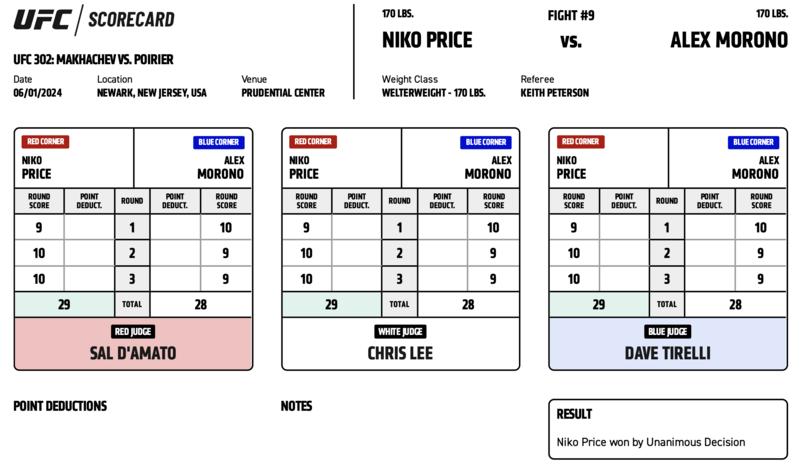 UFC / SCORECARD
UFC 302: MAKHACHEV VS. POIRIER
Date Location Venue
06/01/2024 NEWARK, NEW JERSEY, USA PRUDENTIAL CENTER
170 LBS. FIGHT #9 170 LBS.
NIKO PRICE VS. ALEX MORONO
Weight Class Referee
WELTERWEIGHT - 170 LBS. KEITH PETERSON
RED CORNER BLUE CORNER
NIKO ALEX
PRICE MORONO
ROUND POINT ROUND POINT ROUND
SCORE DEDUCT. DEDUCT. SCORE
9 1 10
10 2 9
10 3 9
29 TOTAL 28
RED JUDGE
SAL D'AMATO
RED CORNER BLUE CORNER
NIKO ALEX
PRICE MORONO
ROUND POINT ROUND POINT ROUND
SCORE DEDUCT. DEDUCT. SCORE
9 1 10
10 2 9
10 3 9
29 TOTAL 28
WHITE JUDGE
CHRIS LEE
RED CORNER BLUE CORNER
NIKO ALEX
PRICE MORONO
ROUND POINT ROUND POINT ROUND
SCORE DEDUCT. DEDUCT. SCORE
9 1 10
10 2 9
10 3 9
29 TOTAL 28
BLUE JUDGE
DAVE TIRELLI
POINT DEDUCTIONS
NOTES
RESULT
Niko Price won by Unanimous Decision